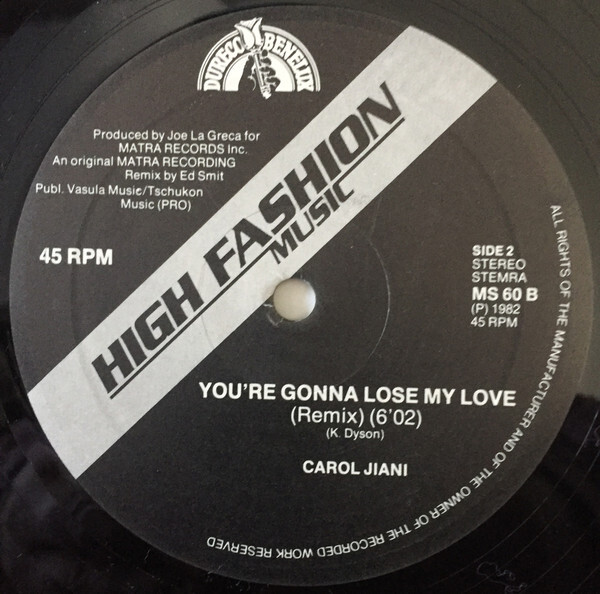 DURECO BENELUX
Produced by Joe La Greca for
MATRA RECORDS Inc.
An original MATRA RECORDING
Remix by Ed Smit
Publ. Vasula Music/Tschukon
Music (PRO)
45 RPM
HIGH FASHION
MUSIC
SIDE 2
STEREO
STEMRA
MS 60 B
(P) 1982
45 RPM
YOU'RE GONNA LOSE MY LOVE
(Remix) (6'02)
(K. Dyson)
CAROL JIANI
ALL RIGHTS OF THE MANUFACTURER AND OF THE OWNER OF THE RECORDED WORK RESERVED